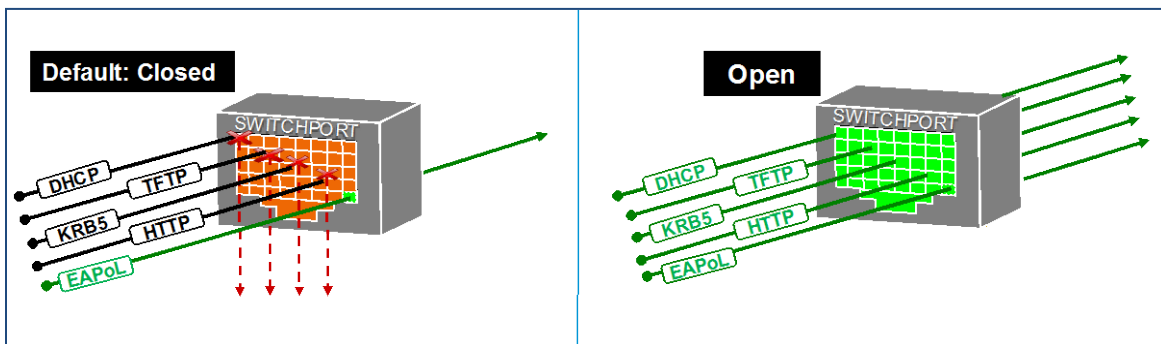 Default: Closed
SWITCHPORT
DHCP
TFTP
KRB5
HTTP
EAPoL
Open
SWITCHPORT
DHCP
TFTP
KRB5
HTTP
EAPoL